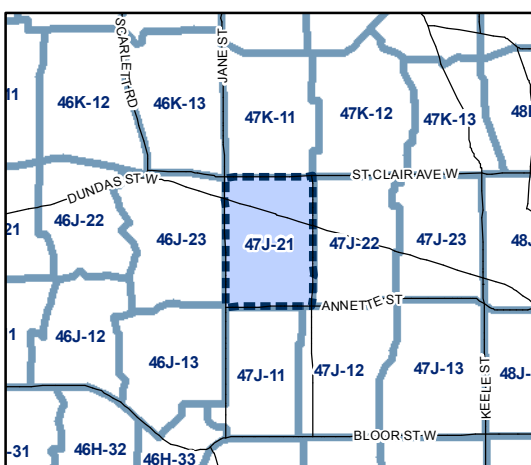 SCARLETT RD
JANE ST
11
46K-12
46K-13
47K-11
47K-12
47K-13
48
DUNDAS ST W
ST CLAIR AVE W
21
46J-22
46J-23
47J-21
47J-22
47J-23
48J-
ANNETTE ST
1
46J-12
46J-13
47J-11
47J-12
47J-13
48J-
KEELE ST
BLOOR ST W
-31
46H-32
46H-33